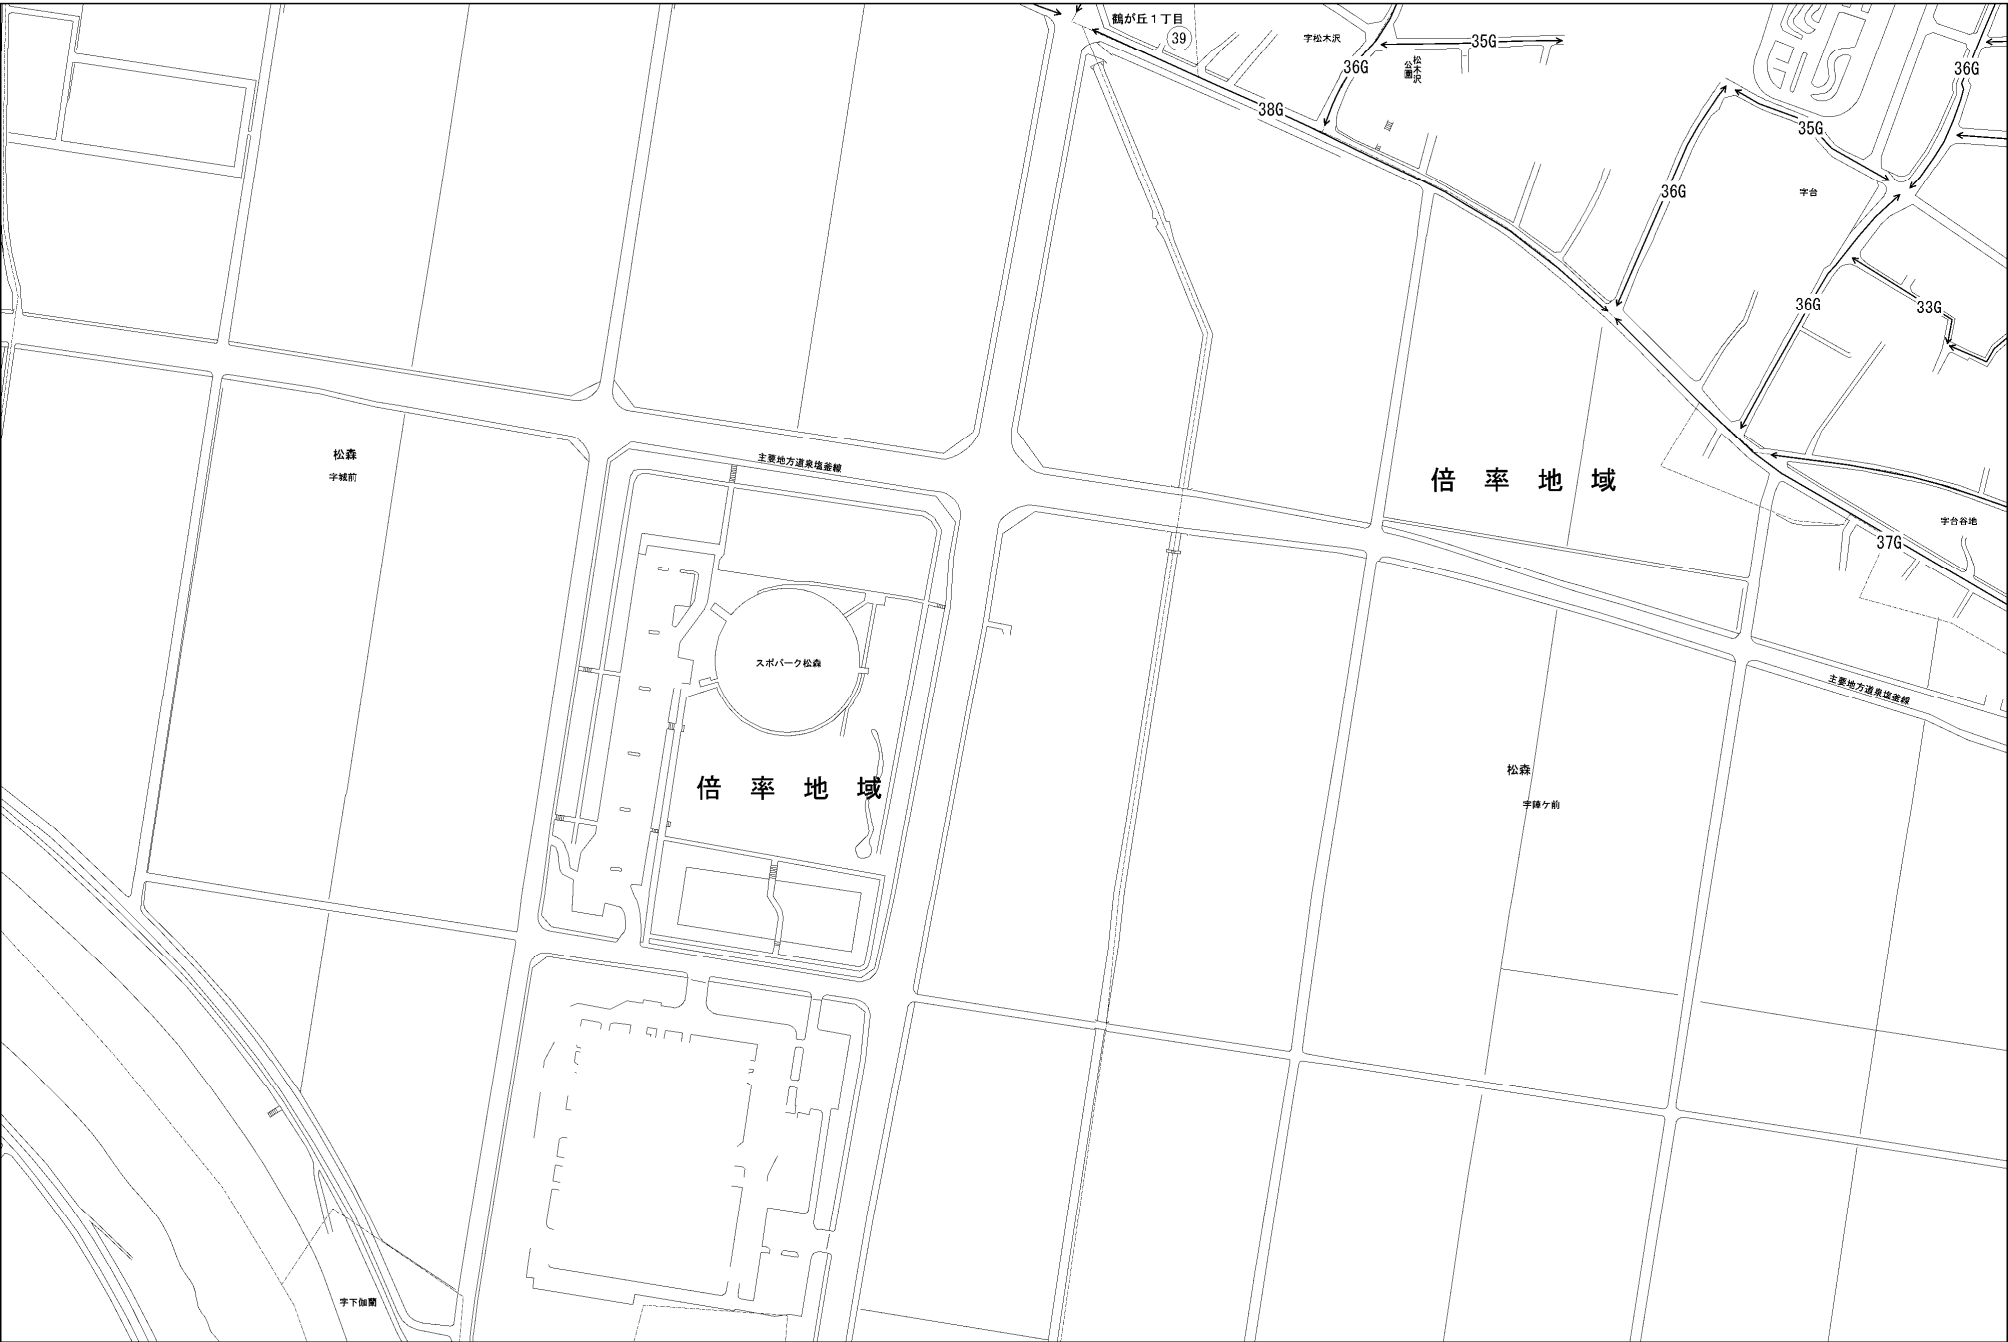 鶴が丘1丁目
39
字松木沢
35G
松木沢
公園
36G
36G
38G
35G
36G
字台
36G
33G
松森
字城前
主要地方道泉塩釜線
倍率地域
字台谷地
37G
スポパーク松森
主要地方道泉塩釜線
松森
字陣ケ前
倍率地域
字下伽蘭